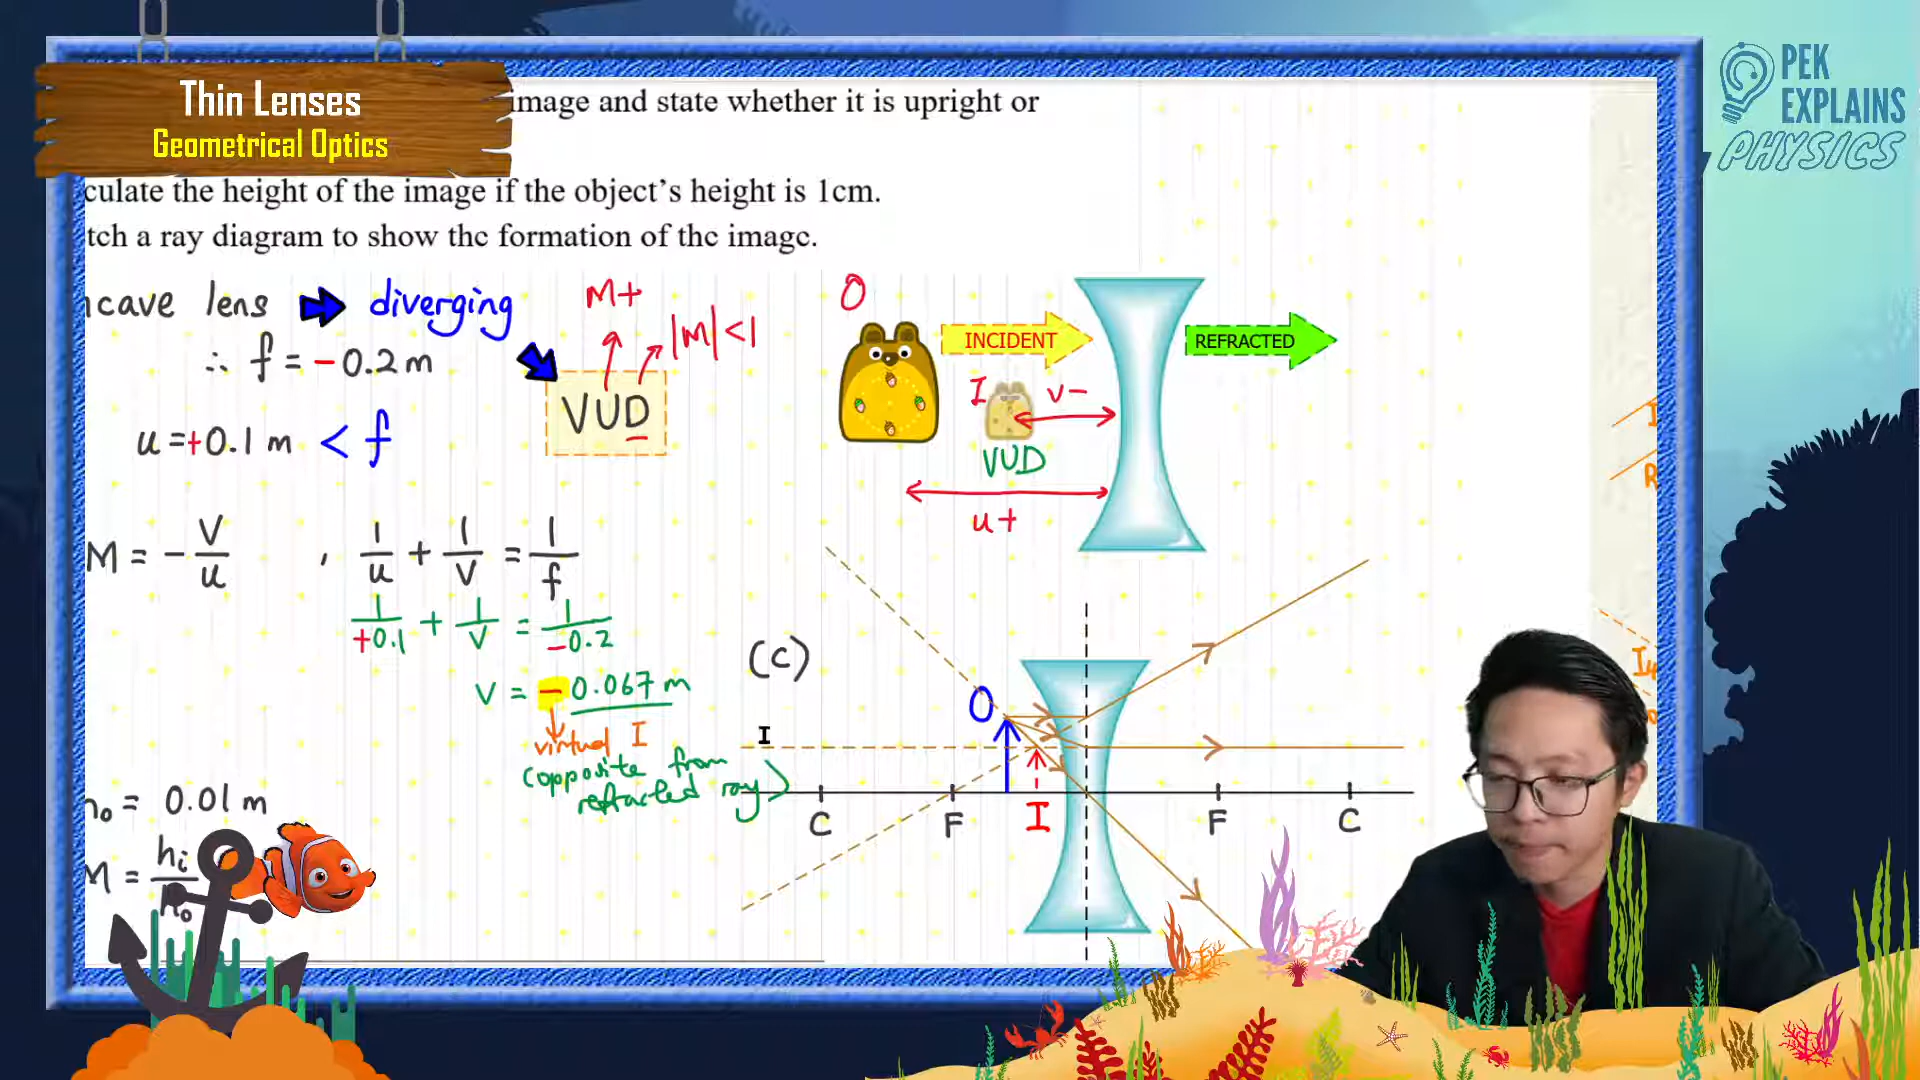 Thin Lenses
Geometrical Optics
PEK
EXPLAINS
PHYSICS
image and state whether it is upright or
culate the height of the image if the object's height is 1cm.
tch a ray diagram to show the formation of the image.
cave lens ➡ diverging
∴ f = -0.2 m
u = +0.1 m < f
M+
|M| < 1
VUD
O
INCIDENT
REFRACTED
I
v-
VUD
u+
M = - v/u , 1/u + 1/v = 1/f
1/+0.1 + 1/v = 1/-0.2
v = -0.067 m
virtual I
(opposite from
refracted ray)
h₀ = 0.01 m
M = hᵢ/h₀
(c)
O
I
C F I F C